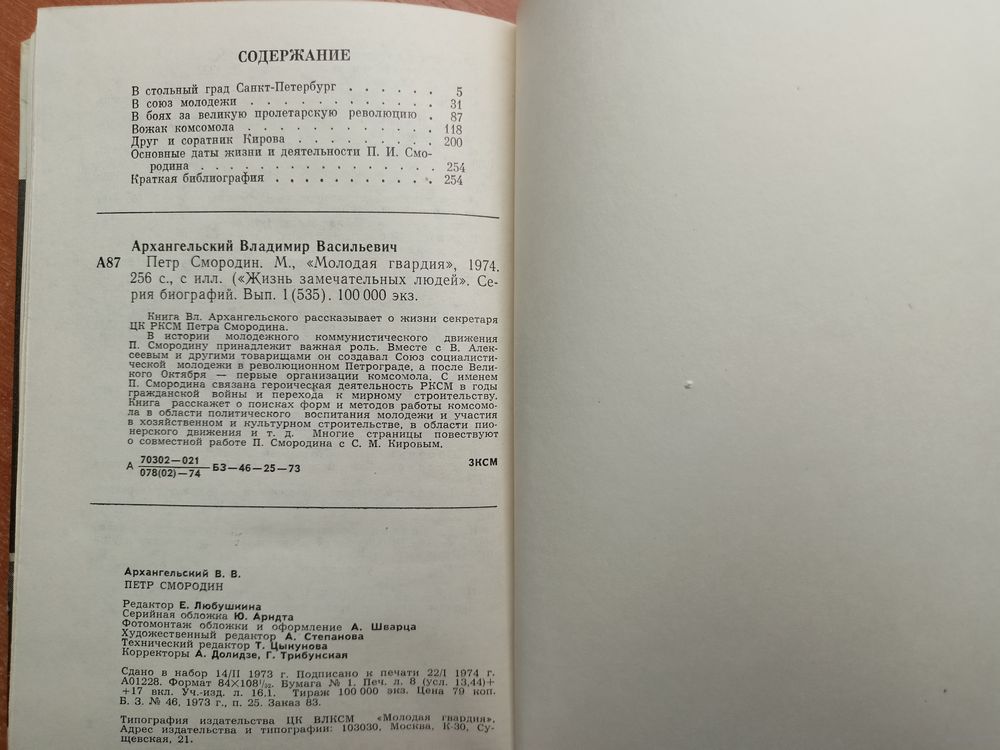 СОДЕРЖАНИЕ
В стольный град Санкт-Петербург . . . . . . 5
В союз молодежи . . . . . . . . . . . . 31
В боях за великую пролетарскую революцию . 87
Вожак комсомола . . . . . . . . . . . . 118
Друг и соратник Кирова . . . . . . . . . 200
Основные даты жизни и деятельности П. И. Смо-
родина . . . . . . . . . . . . . . . 254
Краткая библиография . . . . . . . . . . 254
Архангельский Владимир Васильевич
А87 Петр Смородин. М., «Молодая гвардия», 1974.
256 с., с илл. («Жизнь замечательных людей». Се-
рия биографий. Вып. 1(535). 100 000 экз.
Книга Вл. Архангельского рассказывает о жизни секретаря
ЦК РКСМ Петра Смородина.
В истории молодежного коммунистического движения
П. Смородину принадлежит важная роль. Вместе с В. Алек-
сеевым и другими товарищами он создавал Союз социалисти-
ческой молодежи в революционном Петрограде, а после Вели-
кого Октября — первые организации комсомола. С именем
П. Смородина связана героическая деятельность РКСМ в годы
гражданской войны и перехода к мирному строительству.
Книга расскажет о поисках форм и методов работы комсомо-
ла в области политического воспитания молодежи и участия
в хозяйственном и культурном строительстве, в области пио-
нерского движения и т. д. Многие страницы повествуют
о совместной работе П. Смородина с С. М. Кировым.
А 70302—021
078(02)—74 БЗ—46—25—73 3КСМ
Архангельский В. В.
ПЕТР СМОРОДИН
Редактор Е. Любушкина
Серийная обложка Ю. Арндта
Фотомонтаж обложки и оформление А. Шварца
Художественный редактор А. Степанова
Технический редактор Т. Цыкунова
Корректоры А. Долидзе, Г. Трибунская
Сдано в набор 14/II 1973 г. Подписано к печати 22/I 1974 г.
А01228. Формат 84×108¹/₃₂. Бумага № 1. Печ. л. 8 (усл. 13,44)+
+17 вкл. Уч.-изд. л. 16,1. Тираж 100 000 экз. Цена 79 коп.
Б. З. № 46, 1973 г., п. 25. Заказ 83.
Типография издательства ЦК ВЛКСМ «Молодая гвардия».
Адрес издательства и типографии: 103030, Москва, К-30, Су-
щевская, 21.